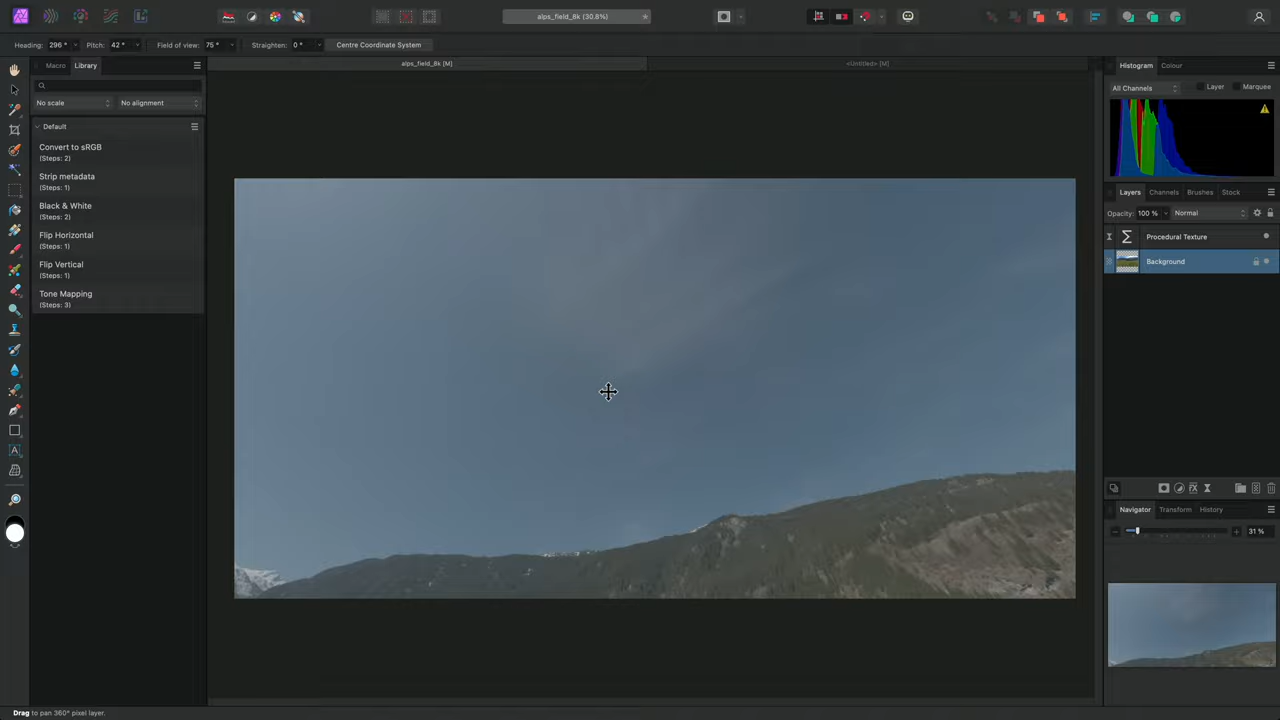 alps_field_8k (30.8%)
Heading: 296 ° Pitch: 42 ° Field of view: 75 ° Straighten: 0 ° Centre Coordinate System
Macro Library
alps_field_8k [M]
<Untitled> [M]
Histogram Colour
No scale No alignment
All Channels Layer Marquee
Default
Convert to sRGB
(Steps: 2)
Strip metadata
(Steps: 1)
Black & White
(Steps: 2)
Flip Horizontal
(Steps: 1)
Flip Vertical
(Steps: 1)
Tone Mapping
(Steps: 3)
Layers Channels Brushes Stock
Opacity: 100 % Normal
Procedural Texture
Background
Navigator Transform History
31 %
Drag to pan 360° pixel layer.